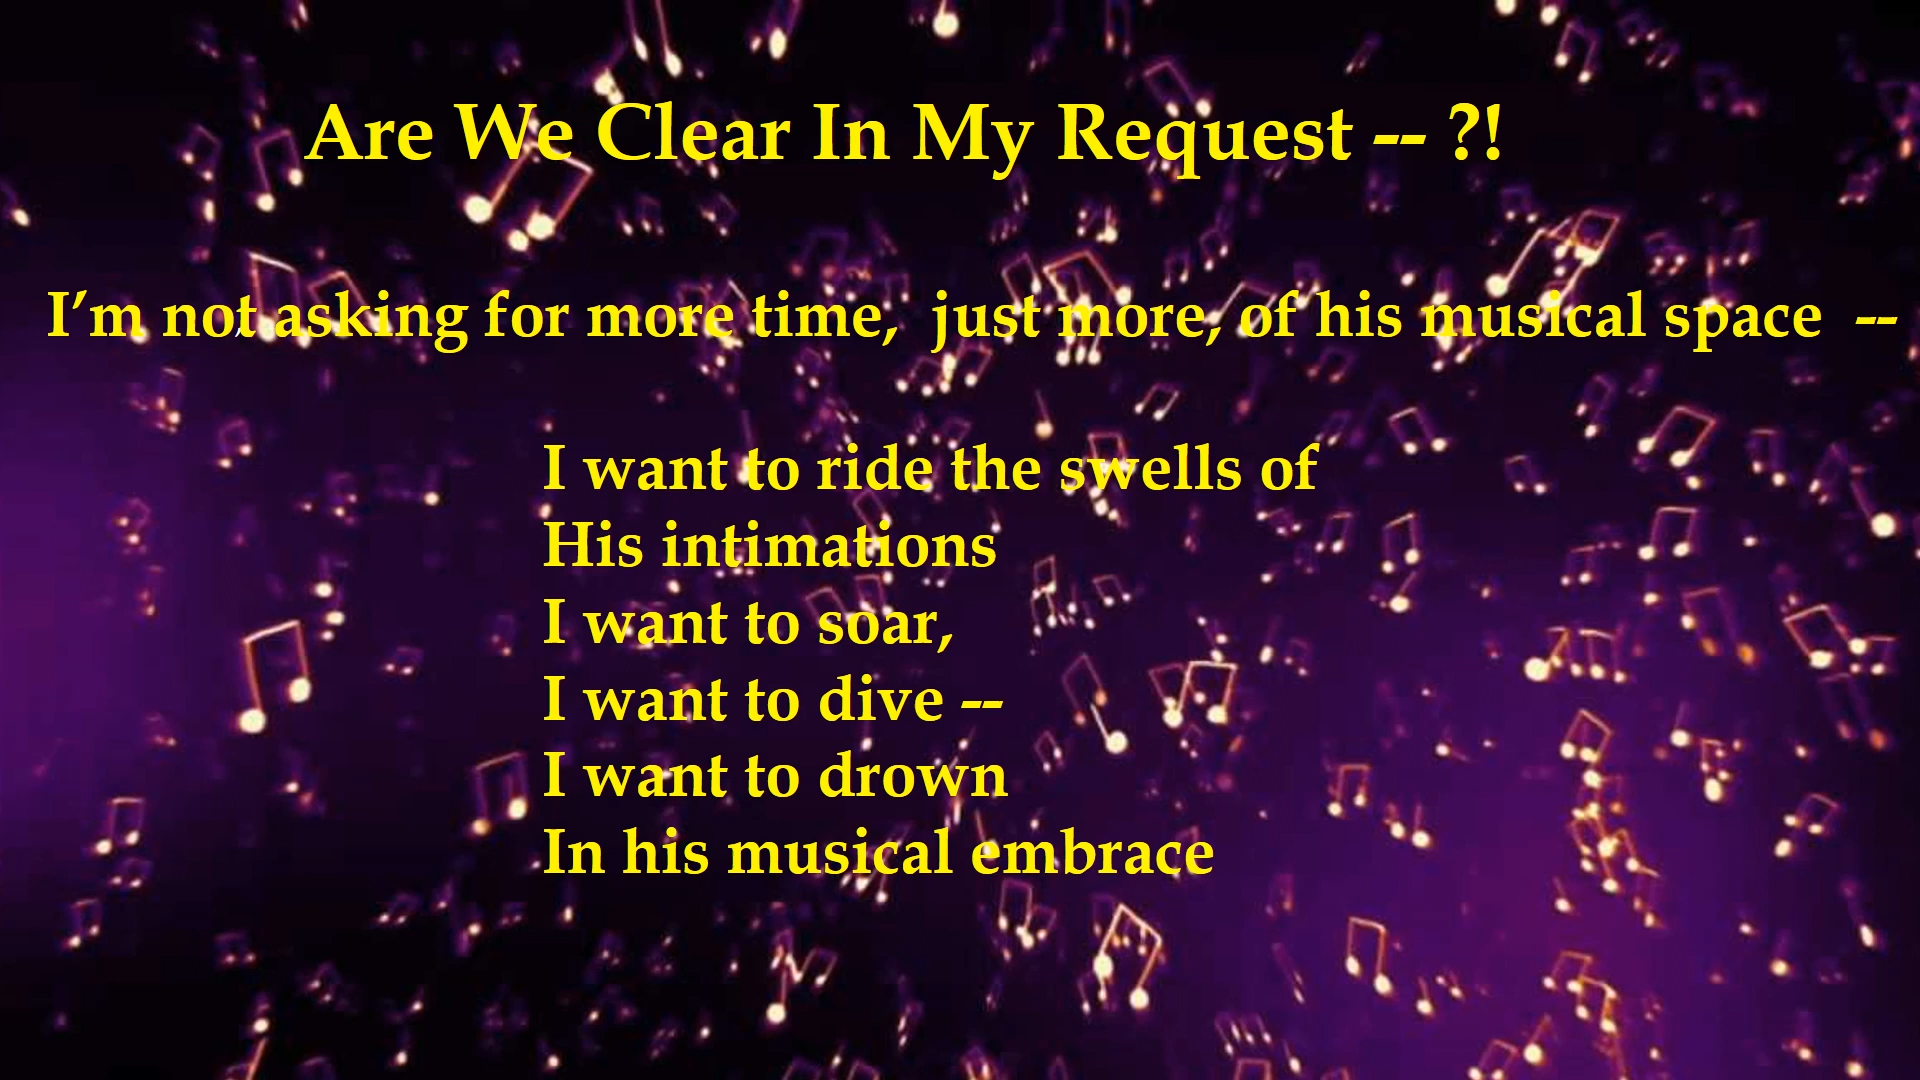 Are We Clear In My Request -- ?!
I’m not asking for more time,  just more, of his musical space  --
I want to ride the swells of
His intimations
I want to soar,
I want to dive --
I want to drown
In his musical embrace